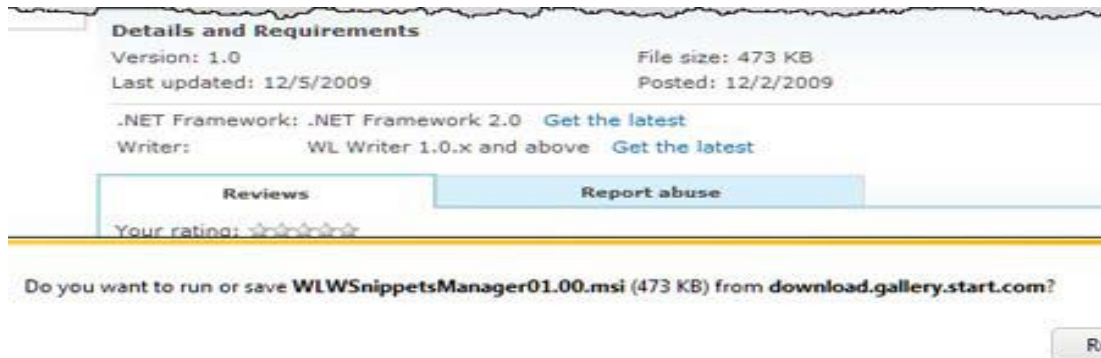 Details and Requirements
Version: 1.0 File size: 473 KB
Last updated: 12/5/2009 Posted: 12/2/2009
.NET Framework: .NET Framework 2.0 Get the latest
Writer: WL Writer 1.0.x and above Get the latest
Reviews Report abuse
Your rating:
Do you want to run or save WLWSnippetsManager01.00.msi (473 KB) from download.gallery.start.com?